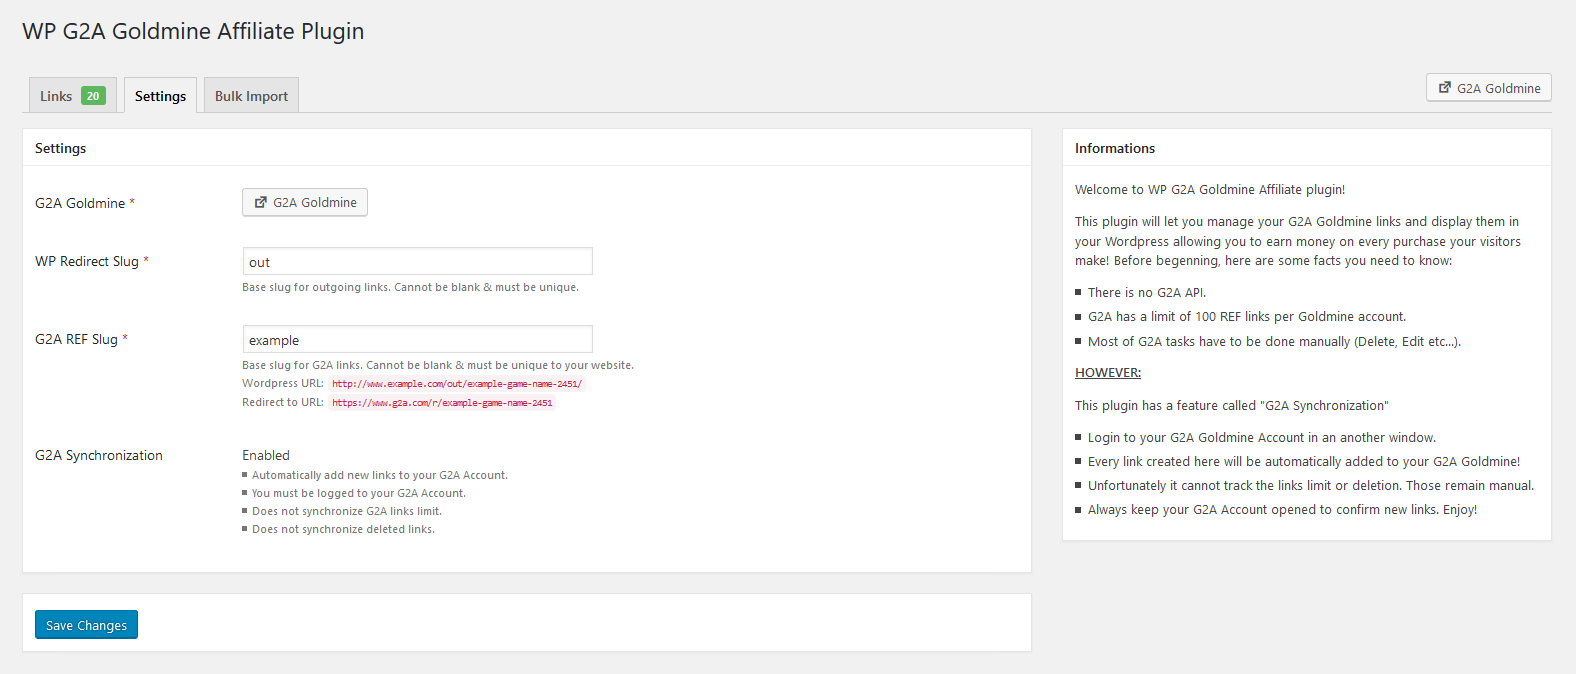 WP G2A Goldmine Affiliate Plugin
Links 20
Settings
Bulk Import
G2A Goldmine
Settings
G2A Goldmine *
G2A Goldmine
WP Redirect Slug *
out
Base slug for outgoing links. Cannot be blank & must be unique.
G2A REF Slug *
example
Base slug for G2A links. Cannot be blank & must be unique to your website.
Wordpress URL: http://www.example.com/out/example-game-name-2451/
Redirect to URL: https://www.g2a.com/r/example-game-name-2451
G2A Synchronization
Enabled
Automatically add new links to your G2A Account.
You must be logged to your G2A Account.
Does not synchronize G2A links limit.
Does not synchronize deleted links.
Save Changes
Informations
Welcome to WP G2A Goldmine Affiliate plugin!
This plugin will let you manage your G2A Goldmine links and display them in
your Wordpress allowing you to earn money on every purchase your visitors
make! Before begenning, here are some facts you need to know:
There is no G2A API.
G2A has a limit of 100 REF links per Goldmine account.
Most of G2A tasks have to be done manually (Delete, Edit etc...).
HOWEVER:
This plugin has a feature called "G2A Synchronization"
Login to your G2A Goldmine Account in an another window.
Every link created here will be automatically added to your G2A Goldmine!
Unfortunately it cannot track the links limit or deletion. Those remain manual.
Always keep your G2A Account opened to confirm new links. Enjoy!